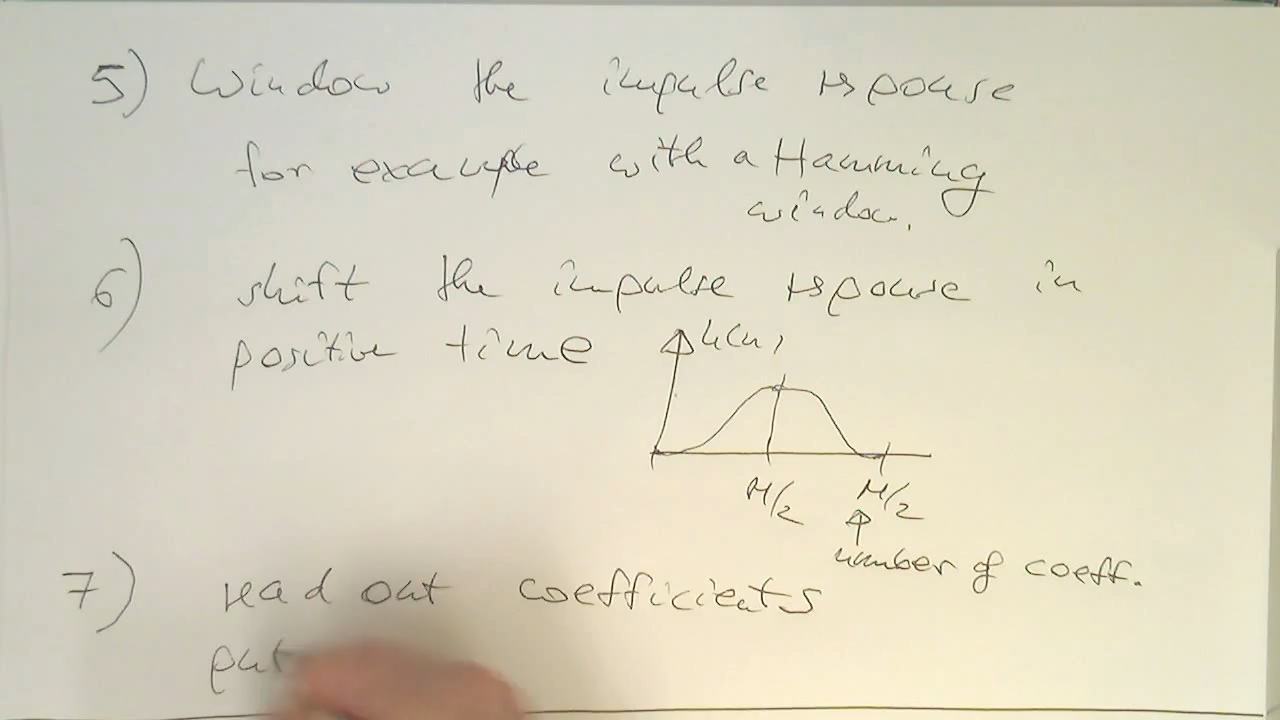 5) Window the impulse response
for example with a Hamming
window.
6) shift the impulse response in
positive time h(n)
M/2 M/2
number of coeff.
7) read out coefficients
put